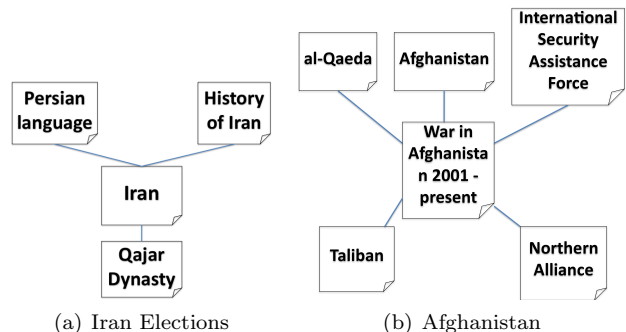 Persian
language
History
of Iran
Iran
Qajar
Dynasty
(a) Iran Elections
al-Qaeda
Afghanistan
International
Security
Assistance
Force
War in
Afghanista
n 2001 -
present
Taliban
Northern
Alliance
(b) Afghanistan